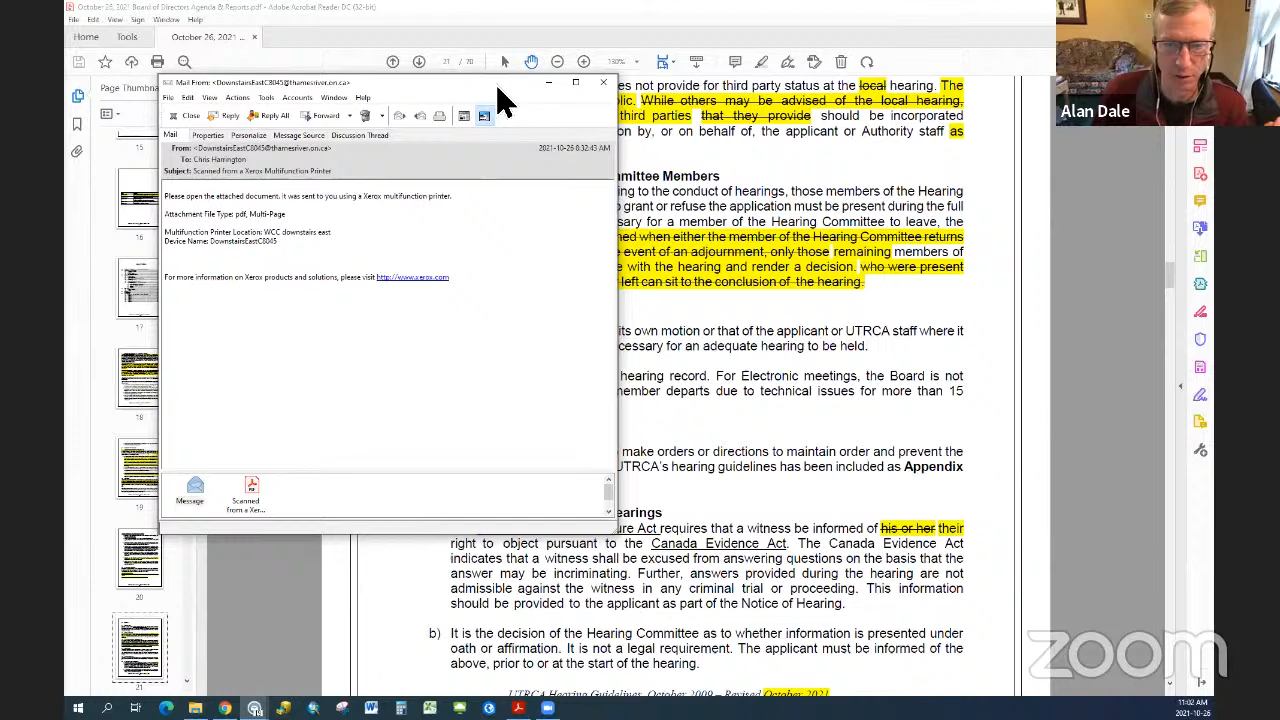 October 26, 2021 Board of Directors Agenda & Reports.pdf - Adobe Acrobat Reader DC (32-bit)
File Edit View Sign Window Help
Home Tools October 26, 2021 ... ×
21 / 130%
Page Thumbna
15
16
17
18
19
20
21
Mail From: <DownstairsEastC8045@thamesriver.on.ca>
File Edit View Actions Tools Accounts Window Help
Close Reply Reply All Forward
Mail Properties Personalize Message Source Discussion Thread
From: <DownstairsEastC8045@thamesriver.on.ca> 2021-10-26 8:32:43 AM
To: Chris Harrington
Subject: Scanned from a Xerox Multifunction Printer
Please open the attached document. It was sent to you using a Xerox multifunction printer.
Attachment File Type: pdf, Multi-Page
Multifunction Printer Location: WCC downstairs east
Device Name: DownstairsEastC8045
For more information on Xerox products and solutions, please visit http://www.xerox.com
Message Scanned
from a Xer...
es not provide for third party status at the local hearing. The
olic. While others may be advised of the local hearing,
third parties that they provide should be incorporated
on by, or on behalf of, the applicant or Authority staff as
mmittee Members
ing to the conduct of hearings, those members of the Hearing
o grant or refuse the application must be present during the full
sary for a member of the Hearing Committee to leave, the
ned when either the member of the Hearing Committee returns
e event of an adjournment, only those remaining members of
e with the hearing and render a decision. who were present
left can sit to the conclusion of the hearing.
its own motion or that of the applicant or UTRCA staff where it
cessary for an adequate hearing to be held.
hearing record. For Electronic means, the Board is not
member departs due to technical issues for more than 15
make orders or directions to maintain order and prevent the
UTRCA's hearing guidelines has been included as Appendix
earings
ure Act requires that a witness be informed of his or her their
right to object pursuant to the Canada Evidence Act. The Canada Evidence Act
indicates that a witness shall be excused from answering questions on the basis that the
answer may be incriminating. Further, answers provided during the hearing are not
admissible against the witness in any criminal trial or proceeding. This information
should be provided to the applicant as part of the Notice of Hearing.
b) It is the decision of the Hearing Committee as to whether information is presented under
oath or affirmation. It is not a legal requirement. The applicant must be informed of the
above, prior to or at the start of the hearing.
UTRCA Hearing Guidelines, October 2009 – Revised October 2021
Alan Dale
zoom
11:02 AM
2021-10-26